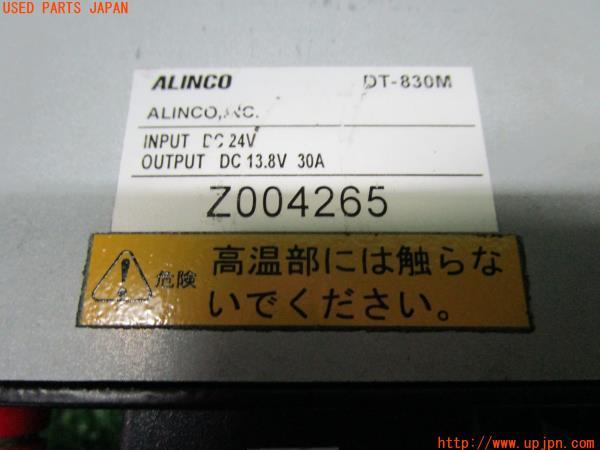 USED PARTS JAPAN
ALINCO DT-830M
ALINCO,INC.
INPUT DC 24V
OUTPUT DC 13.8V 30A
Z004265
危険
高温部には触らな
いでください。
http://www.upjpn.com